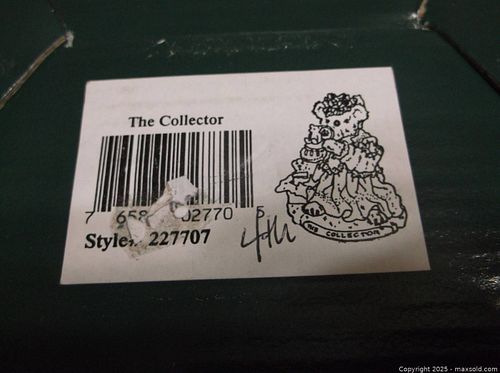 The Collector
7 658 02770 5
Style# 227707
THE COLLECTOR
Copyright 2025 - maxsold.com